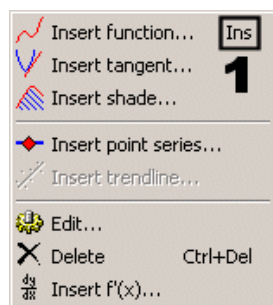 Insert function... Ins
Insert tangent... 1
Insert shade...
Insert point series...
Insert trendline...
Edit...
Delete Ctrl+Del
dy
dx Insert f'(x)...